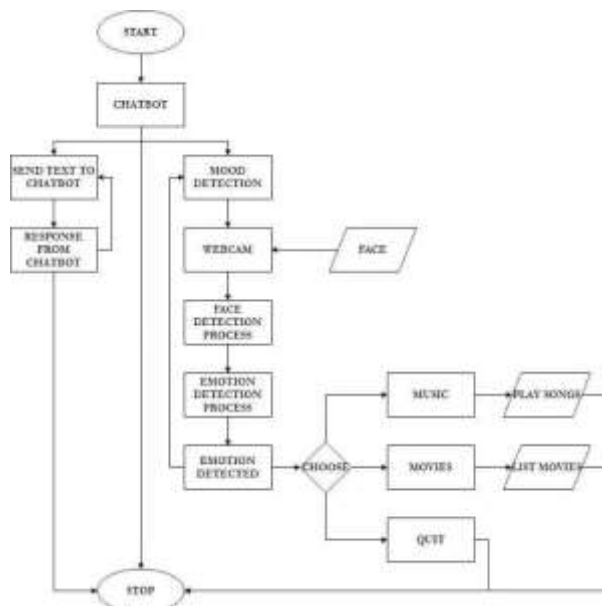 START
CHATBOT
SEND TEXT TO
CHATBOT
MOOD
DETECTION
RESPONSE
FROM
CHATBOT
WEBCAM
FACE
FACE
DETECTION
PROCESS
EMOTION
DETECTION
PROCESS
MUSIC
PLAY SONGS
EMOTION
DETECTED
CHOOSE
MOVIES
LIST MOVIES
QUIT
STOP